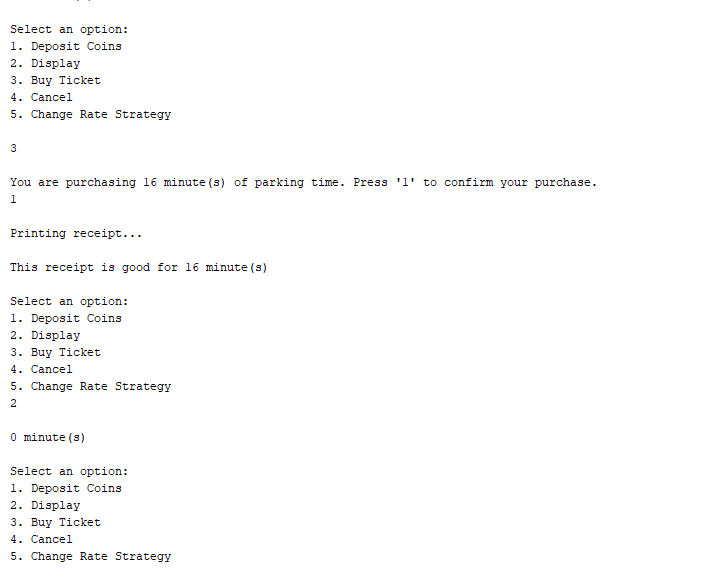 Select an option:
1. Deposit Coins
2. Display
3. Buy Ticket
4. Cancel
5. Change Rate Strategy
3
You are purchasing 16 minute(s) of parking time. Press '1' to confirm your purchase.
1
Printing receipt...
This receipt is good for 16 minute(s)
Select an option:
1. Deposit Coins
2. Display
3. Buy Ticket
4. Cancel
5. Change Rate Strategy
2
0 minute(s)
Select an option:
1. Deposit Coins
2. Display
3. Buy Ticket
4. Cancel
5. Change Rate Strategy